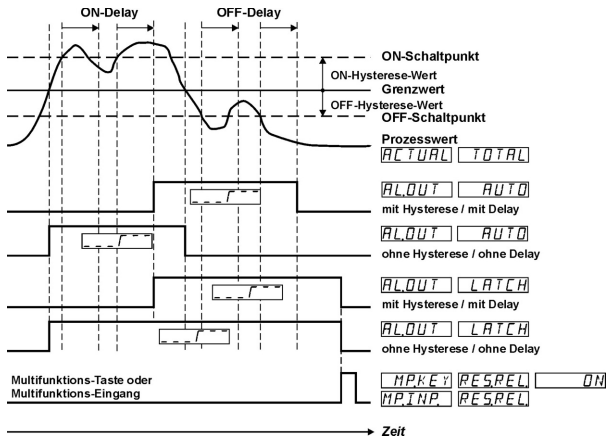 ON-Delay OFF-Delay
ON-Schaltpunkt
ON-Hysterese-Wert
Grenzwert
OFF-Hysterese-Wert
OFF-Schaltpunkt
Prozesswert
ACTUAL TOTAL
AL.OUT AUTO
mit Hysterese / mit Delay
AL.OUT AUTO
ohne Hysterese / ohne Delay
AL.OUT LATCH
mit Hysterese / mit Delay
AL.OUT LATCH
ohne Hysterese / ohne Delay
Multifunktions-Taste oder
Multifunktions-Eingang
MP.KEY RES.REL. ON
MP.INP. RES.REL.
Zeit